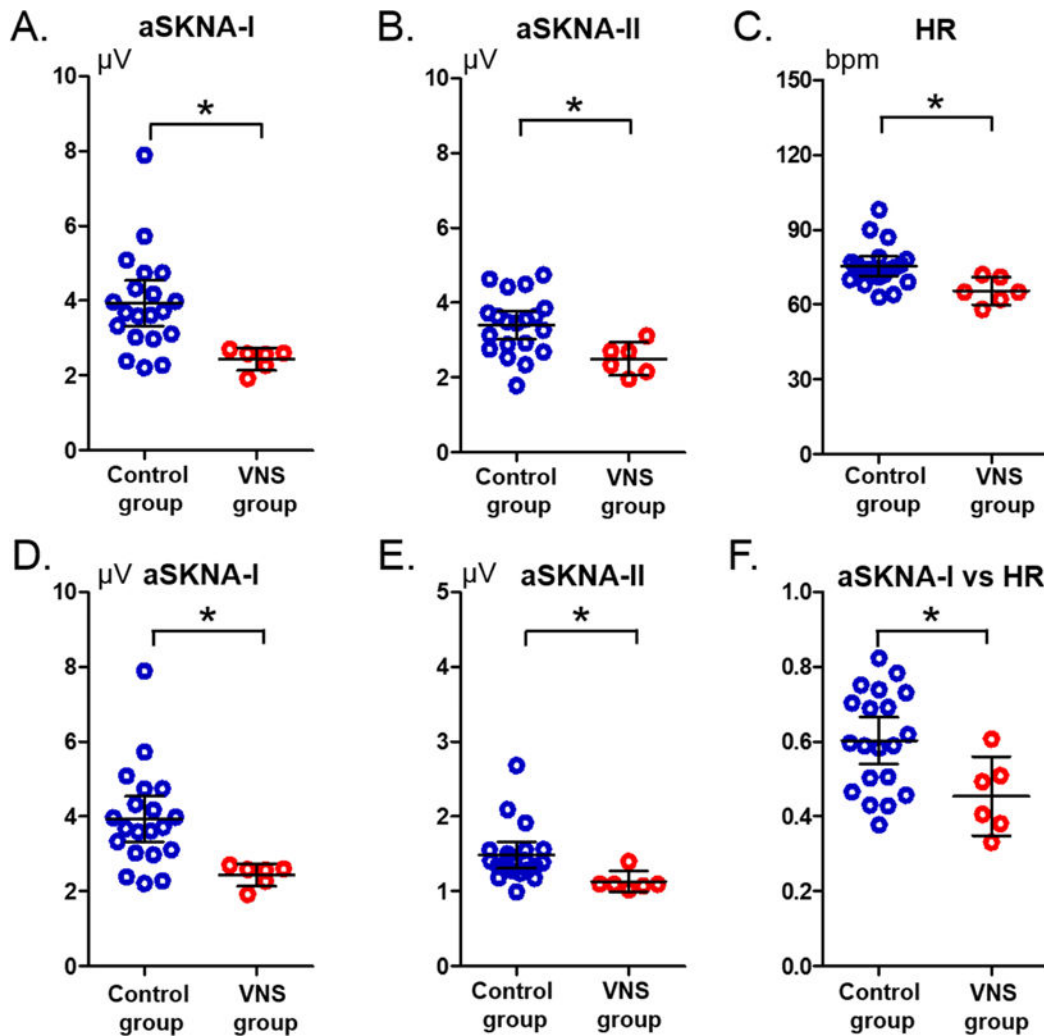 A. aSKNA-I
µV
10
8
6
4
2
0
*
Control group
VNS group
B. aSKNA-II
µV
10
8
6
4
2
0
*
Control group
VNS group
C. HR
bpm
150
120
90
60
30
0
*
Control group
VNS group
D. µV aSKNA-I
10
8
6
4
2
0
*
Control group
VNS group
E. µV aSKNA-II
5
4
3
2
1
0
*
Control group
VNS group
F. aSKNA-I vs HR
1.0
0.8
0.6
0.4
0.2
0.0
*
Control group
VNS group